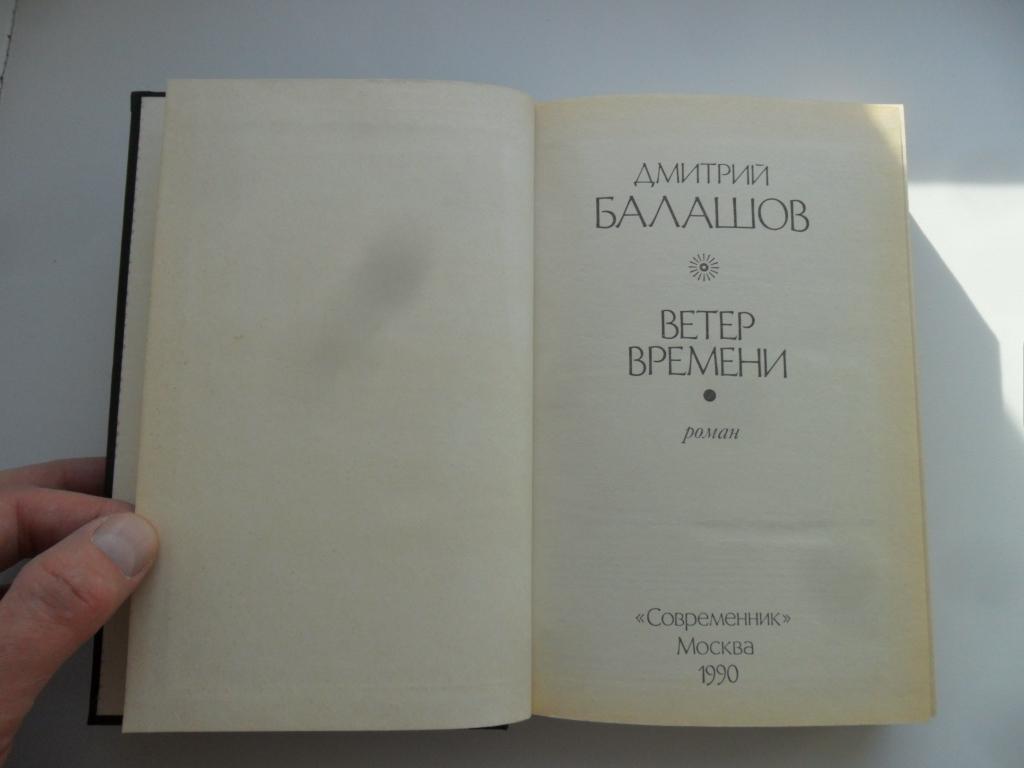 ДМИТРИЙ
БАЛАШОВ
ВЕТЕР
ВРЕМЕНИ
роман
«Современник»
Москва
1990